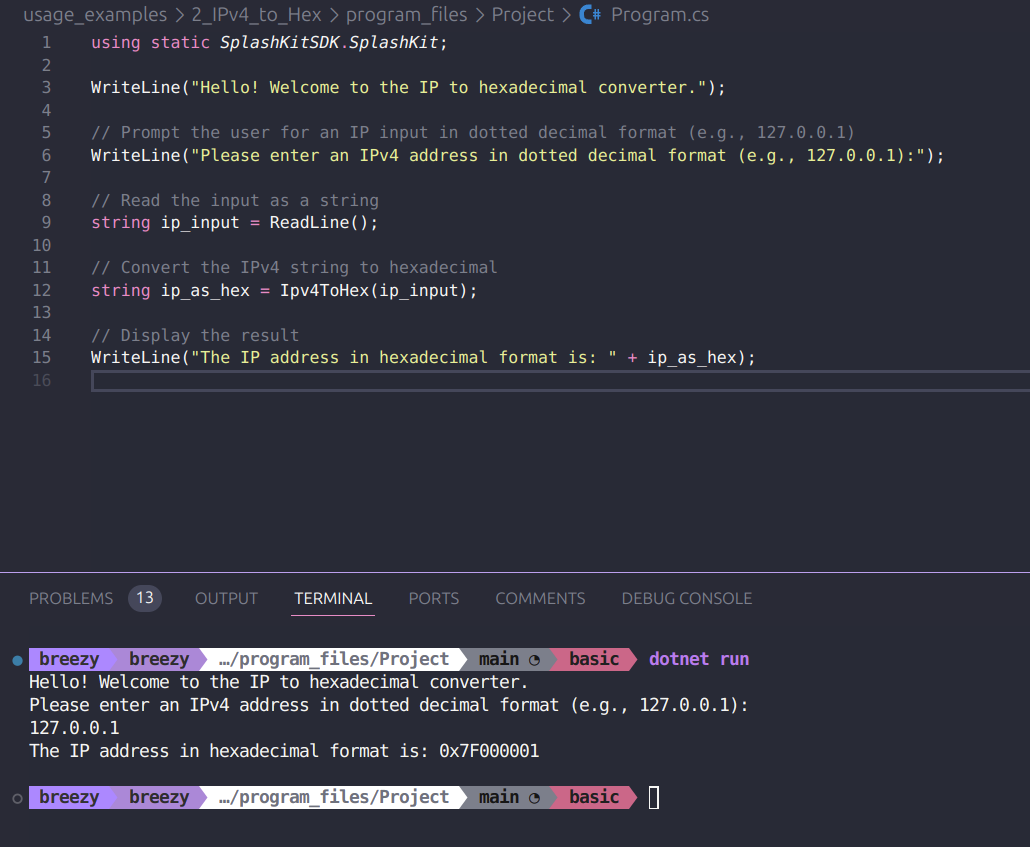 usage_examples > 2_IPv4_to_Hex > program_files > Project > C# Program.cs
1 using static SplashKitSDK.SplashKit;
2
3 WriteLine("Hello! Welcome to the IP to hexadecimal converter.");
4
5 // Prompt the user for an IP input in dotted decimal format (e.g., 127.0.0.1)
6 WriteLine("Please enter an IPv4 address in dotted decimal format (e.g., 127.0.0.1):");
7
8 // Read the input as a string
9 string ip_input = ReadLine();
10
11 // Convert the IPv4 string to hexadecimal
12 string ip_as_hex = Ipv4ToHex(ip_input);
13
14 // Display the result
15 WriteLine("The IP address in hexadecimal format is: " + ip_as_hex);
16
PROBLEMS 13 OUTPUT TERMINAL PORTS COMMENTS DEBUG CONSOLE
breezy breezy …/program_files/Project main basic dotnet run
Hello! Welcome to the IP to hexadecimal converter.
Please enter an IPv4 address in dotted decimal format (e.g., 127.0.0.1):
127.0.0.1
The IP address in hexadecimal format is: 0x7F000001
breezy breezy …/program_files/Project main basic